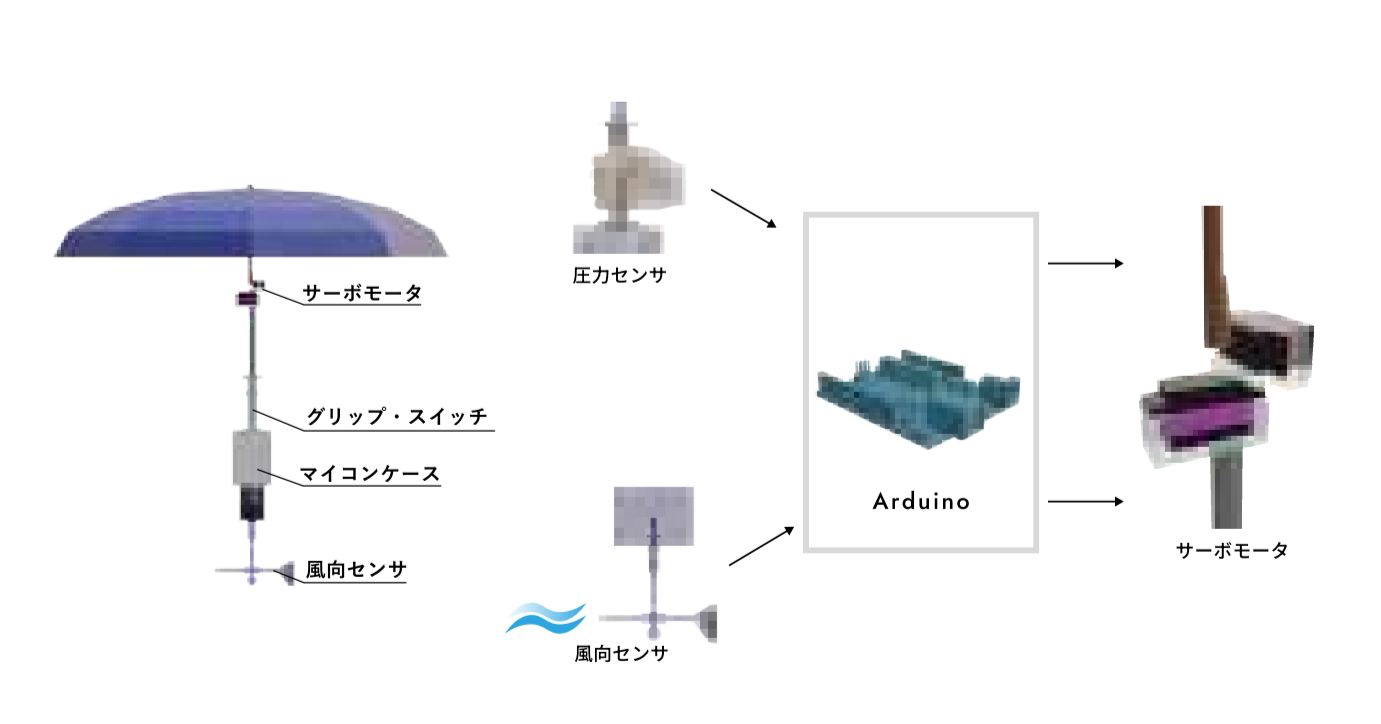 サーボモータ
グリップ・スイッチ
マイコンケース
風向センサ
圧力センサ
風向センサ
Arduino
サーボモータ